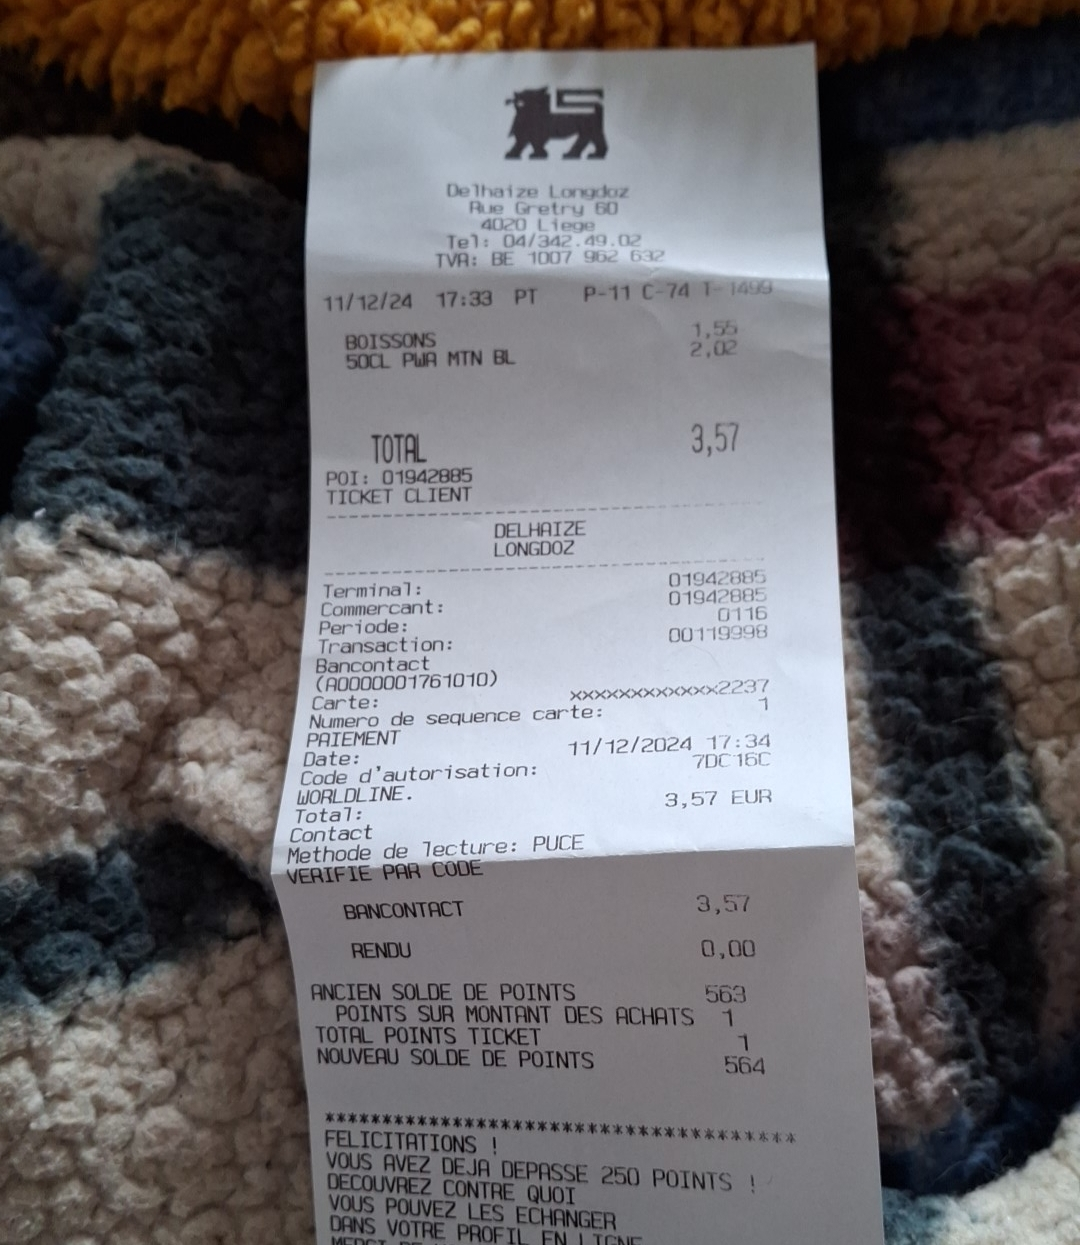 Delhaize Longdoz
Rue Gretry 60
4020 Liege
Tel: 04/342.49.02
TVA: BE 1007 962 632
11/12/24 17:33 PT P-11 C-74 T-1499
BOISSONS 1,55
50CL PWR MTN BL 2,02
TOTAL 3,57
POI: 01942885
TICKET CLIENT
DELHAIZE
LONGDOZ
Terminal: 01942885
Commercant: 01942885
Periode: 0116
Transaction: 00119998
Bancontact
(A0000001761010)
Carte: xxxxxxxxxxxxx2237
Numero de sequence carte: 1
PAIEMENT
Date: 11/12/2024 17:34
Code d'autorisation: 7DC16C
WORLDLINE.
Total: 3,57 EUR
Contact
Methode de lecture: PUCE
VERIFIE PAR CODE
BANCONTACT 3,57
RENDU 0,00
ANCIEN SOLDE DE POINTS 563
POINTS SUR MONTANT DES ACHATS 1
TOTAL POINTS TICKET 1
NOUVEAU SOLDE DE POINTS 564
****************************************
FELICITATIONS !
VOUS AVEZ DEJA DEPASSE 250 POINTS !
DECOUVREZ CONTRE QUOI
VOUS POUVEZ LES ECHANGER
DANS VOTRE PROFIL EN LIGNE